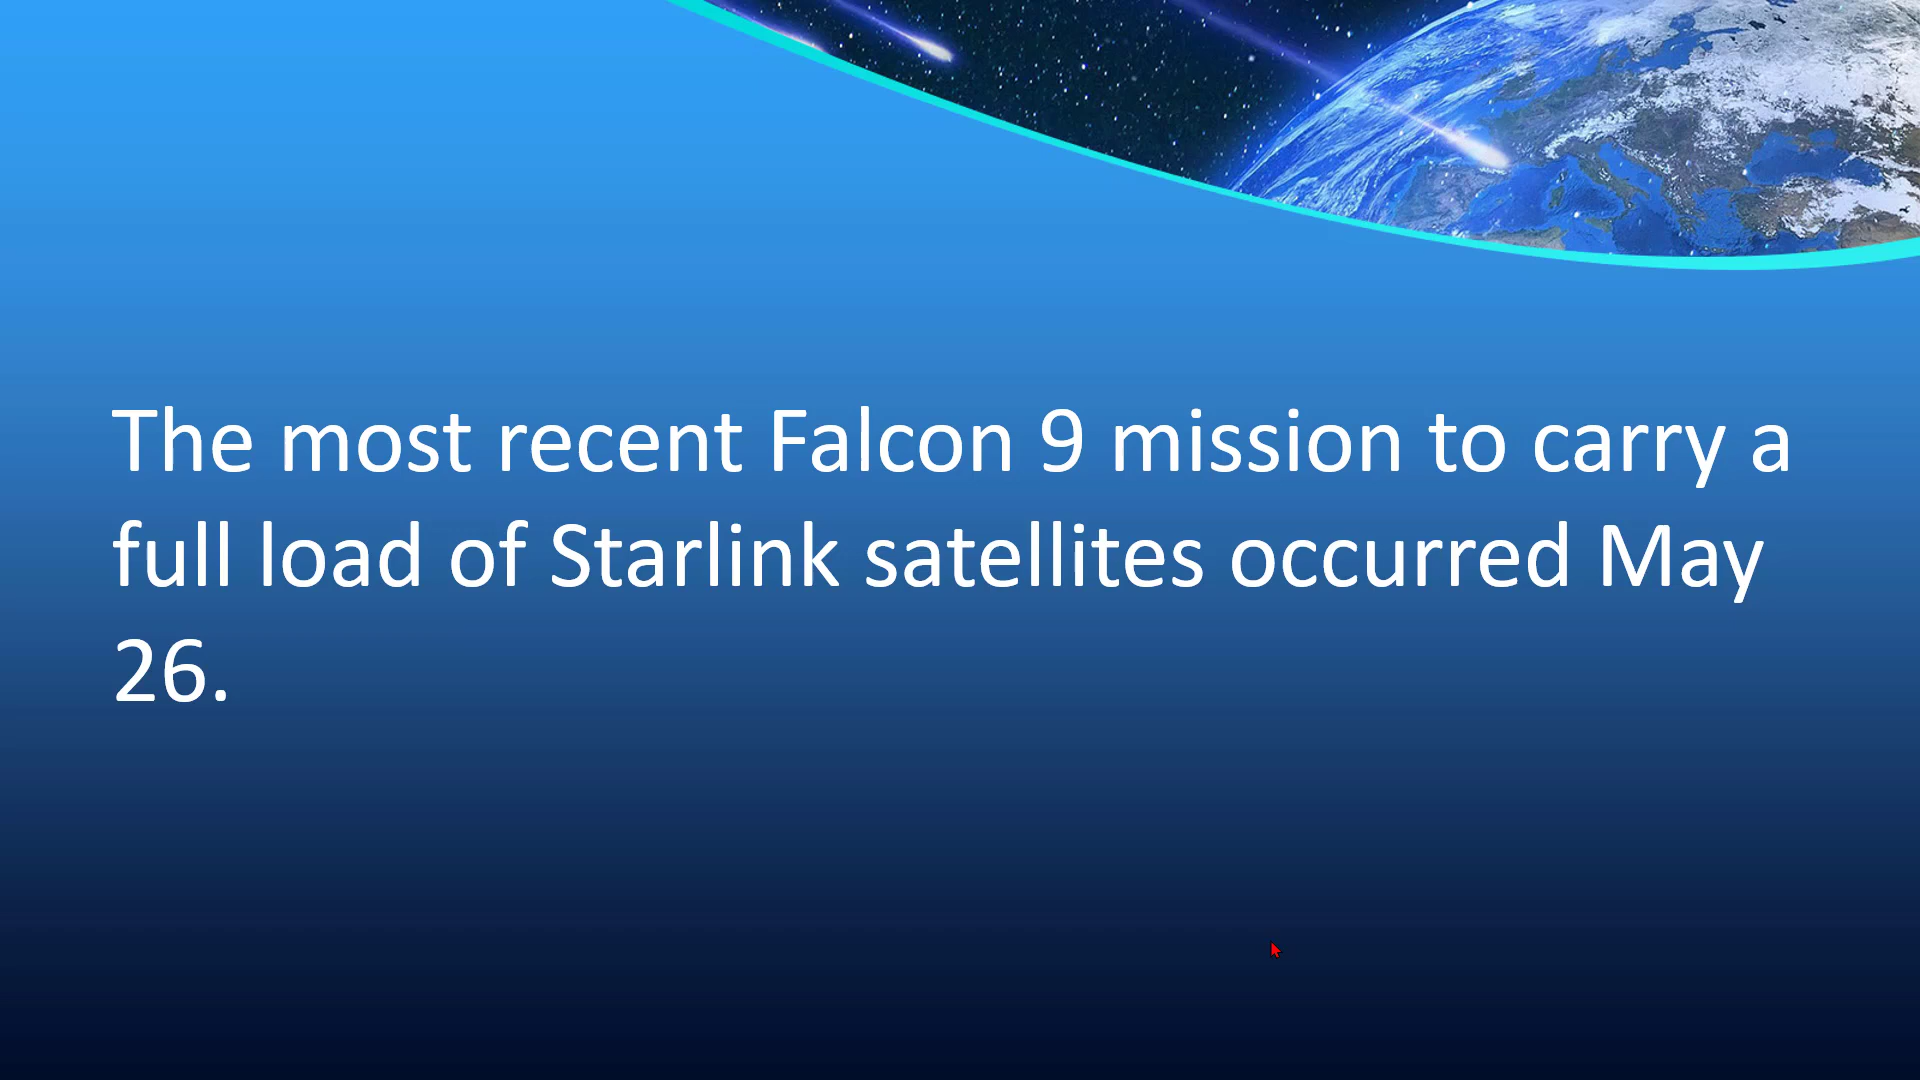 The most recent Falcon 9 mission to carry a
full load of Starlink satellites occurred May
26.